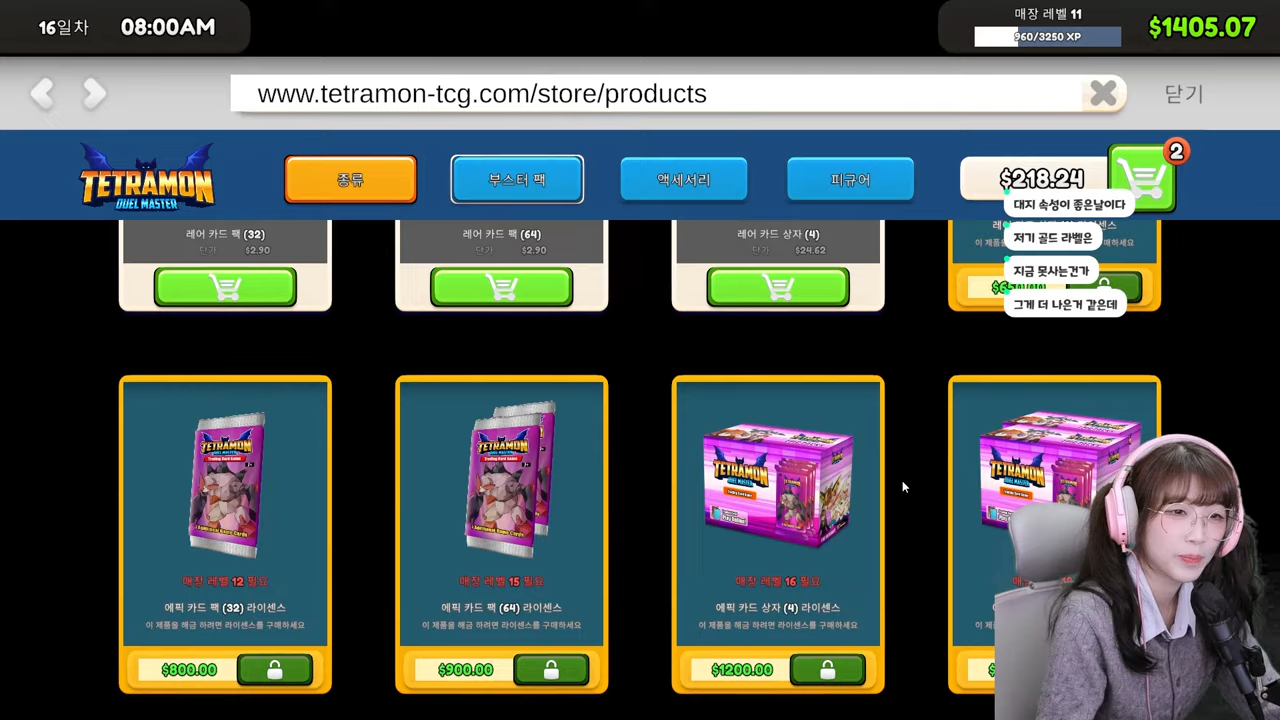 16일차
08:00AM
매장 레벨 11
960/3250 XP
$1405.07
www.tetramon-tcg.com/store/products
닫기
TETRAMON
DUEL MASTER
종류
부스터 팩
액세서리
피규어
$218.24
2
대지 속성이 좋은날이다
저기 골드 라벨은
지금 못사는건가
그게 더 나은거 같은데
레어 카드 팩 (32)
단가 $2.90
레어 카드 팩 (64)
단가 $2.90
레어 카드 상자 (4)
단가 $24.62
TETRAMON
TETRAMON
TETRAMON
TETRAMON
매장 레벨 12 필요
에픽 카드 팩 (32) 라이센스
이 제품을 해금 하려면 라이센스를 구매하세요
$800.00
매장 레벨 15 필요
에픽 카드 팩 (64) 라이센스
이 제품을 해금 하려면 라이센스를 구매하세요
$900.00
매장 레벨 16 필요
에픽 카드 상자 (4) 라이센스
이 제품을 해금 하려면 라이센스를 구매하세요
$1200.00